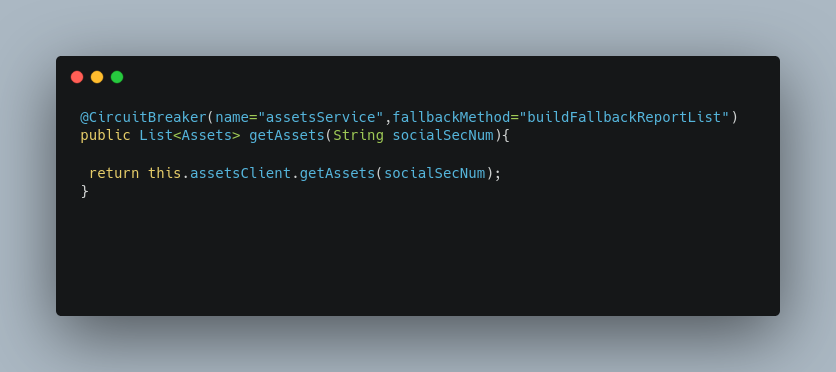 @CircuitBreaker(name="assetsService",fallbackMethod="buildFallbackReportList")
public List<Assets> getAssets(String socialSecNum){
return this.assetsClient.getAssets(socialSecNum);
}